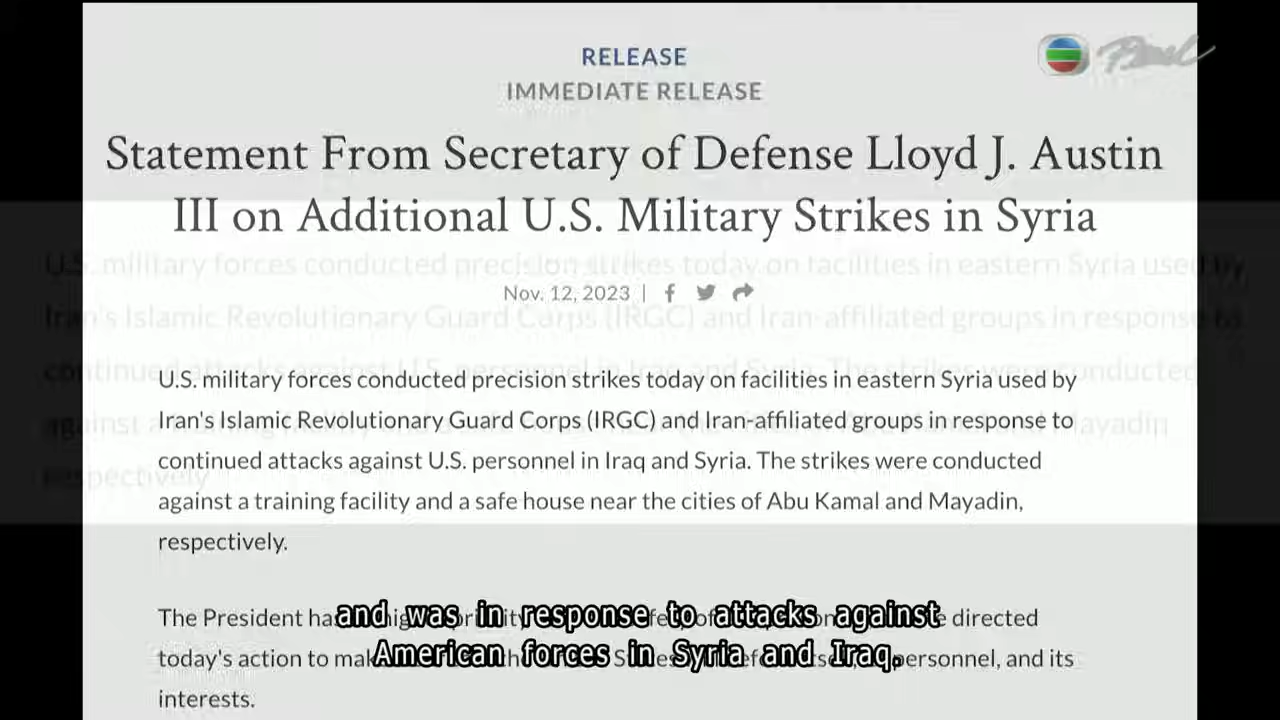 RELEASE
IMMEDIATE RELEASE
Pearl
Statement From Secretary of Defense Lloyd J. Austin
III on Additional U.S. Military Strikes in Syria
Nov. 12, 2023 |
U.S. military forces conducted precision strikes today on facilities in eastern Syria used by
Iran's Islamic Revolutionary Guard Corps (IRGC) and Iran-affiliated groups in response to
continued attacks against U.S. personnel in Iraq and Syria. The strikes were conducted
against a training facility and a safe house near the cities of Abu Kamal and Mayadin,
respectively.
The President has directed
today's action to personnel, and its
interests.
and was in response to attacks against
American forces in Syria and Iraq.